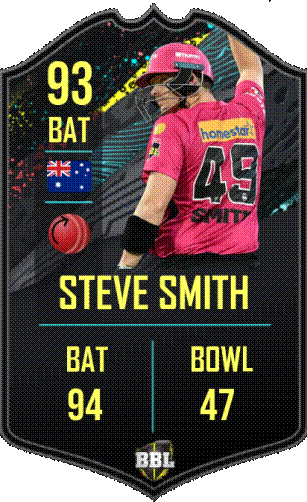 93
BAT
homestar
49
SMITH
STEVE SMITH
BAT
BOWL
94
47
BBL